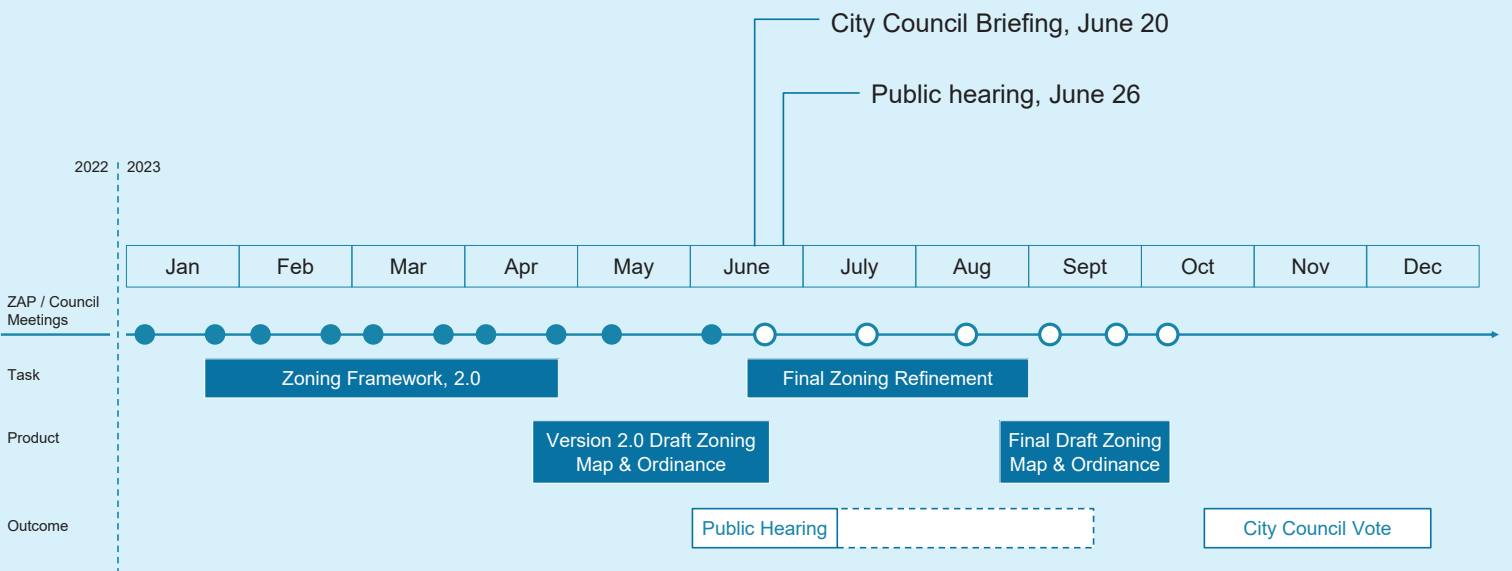 City Council Briefing, June 20
Public hearing, June 26
2022 2023
Jan Feb Mar Apr May June July Aug Sept Oct Nov Dec
ZAP / Council
Meetings
Task
Zoning Framework, 2.0
Final Zoning Refinement
Product
Version 2.0 Draft Zoning
Map & Ordinance
Final Draft Zoning
Map & Ordinance
Outcome
Public Hearing
City Council Vote